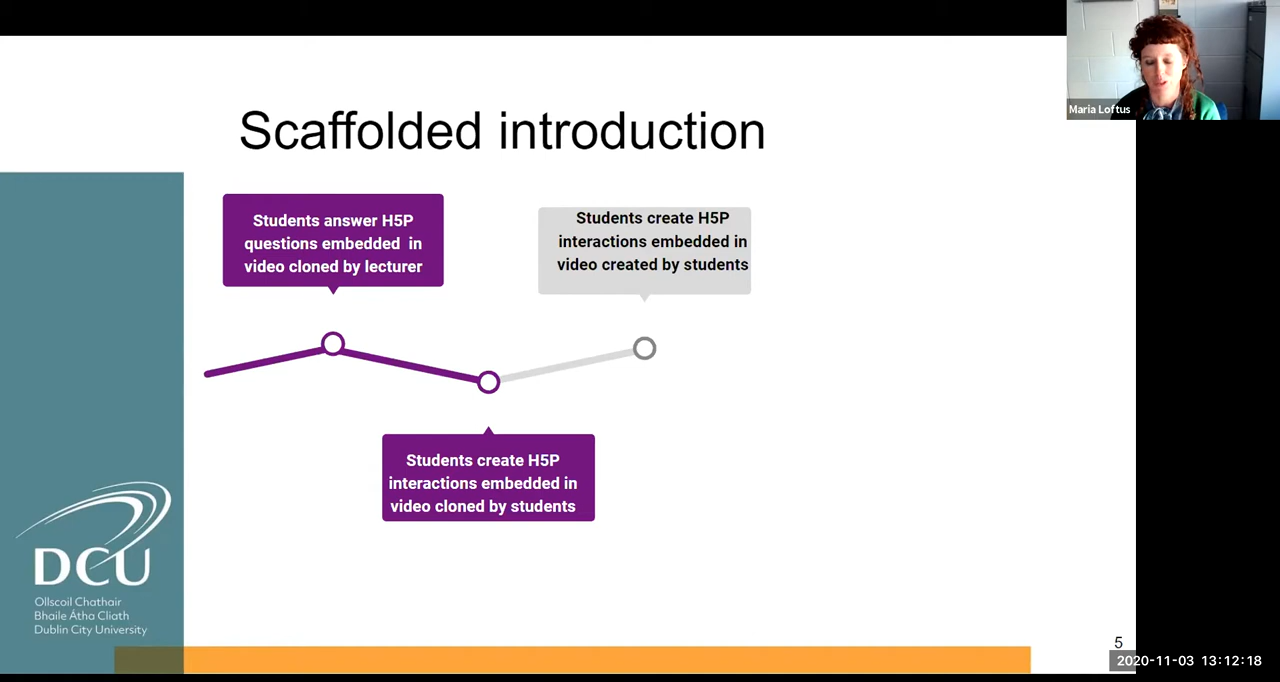 Maria Loftus
Scaffolded introduction
Students answer H5P
questions embedded in
video cloned by lecturer
Students create H5P
interactions embedded in
video created by students
Students create H5P
interactions embedded in
video cloned by students
DCU
Ollscoil Chathair
Bhaile Átha Cliath
Dublin City University
5
2020-11-03 13:12:18